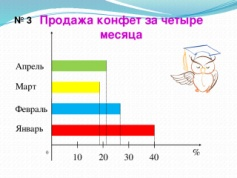 № 3 Продажа конфет за четыре
месяца
Апрель
Март
Февраль
Январь
0 10 20 30 40 %